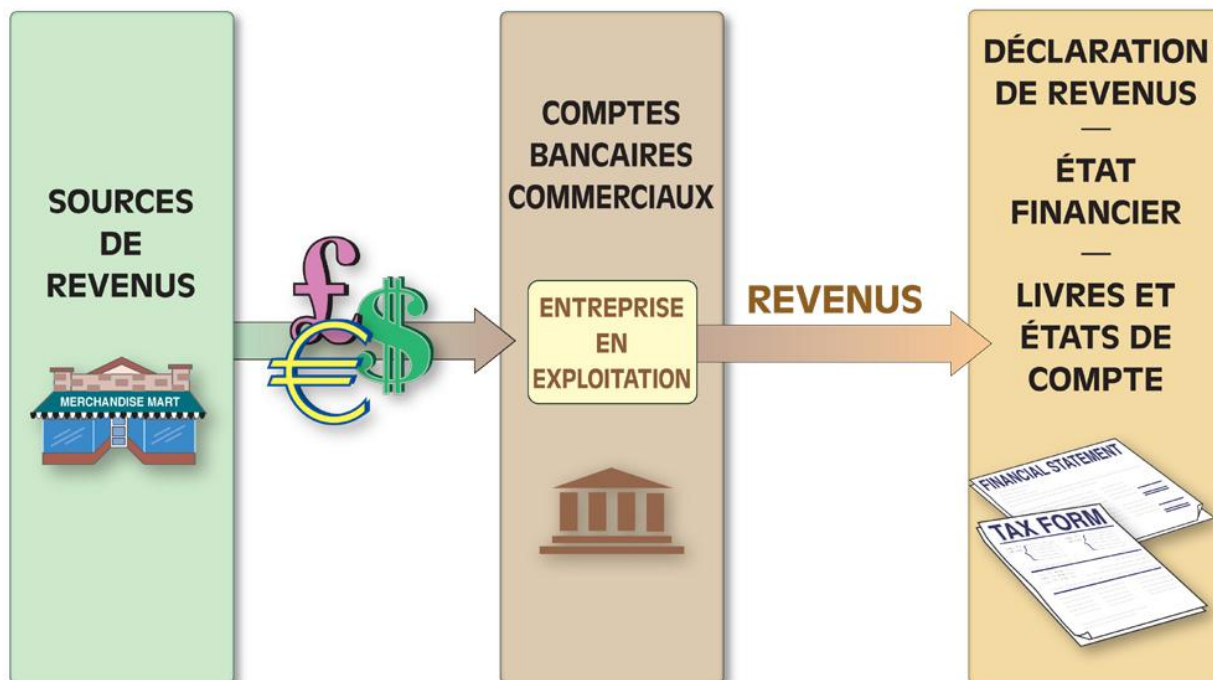 SOURCES
DE
REVENUS
MERCHANDISE MART
£
$
€
COMPTES
BANCAIRES
COMMERCIAUX
ENTREPRISE
EN
EXPLOITATION
REVENUS
DÉCLARATION
DE REVENUS
—
ÉTAT
FINANCIER
—
LIVRES ET
ÉTATS DE
COMPTE
FINANCIAL STATEMENT
TAX FORM